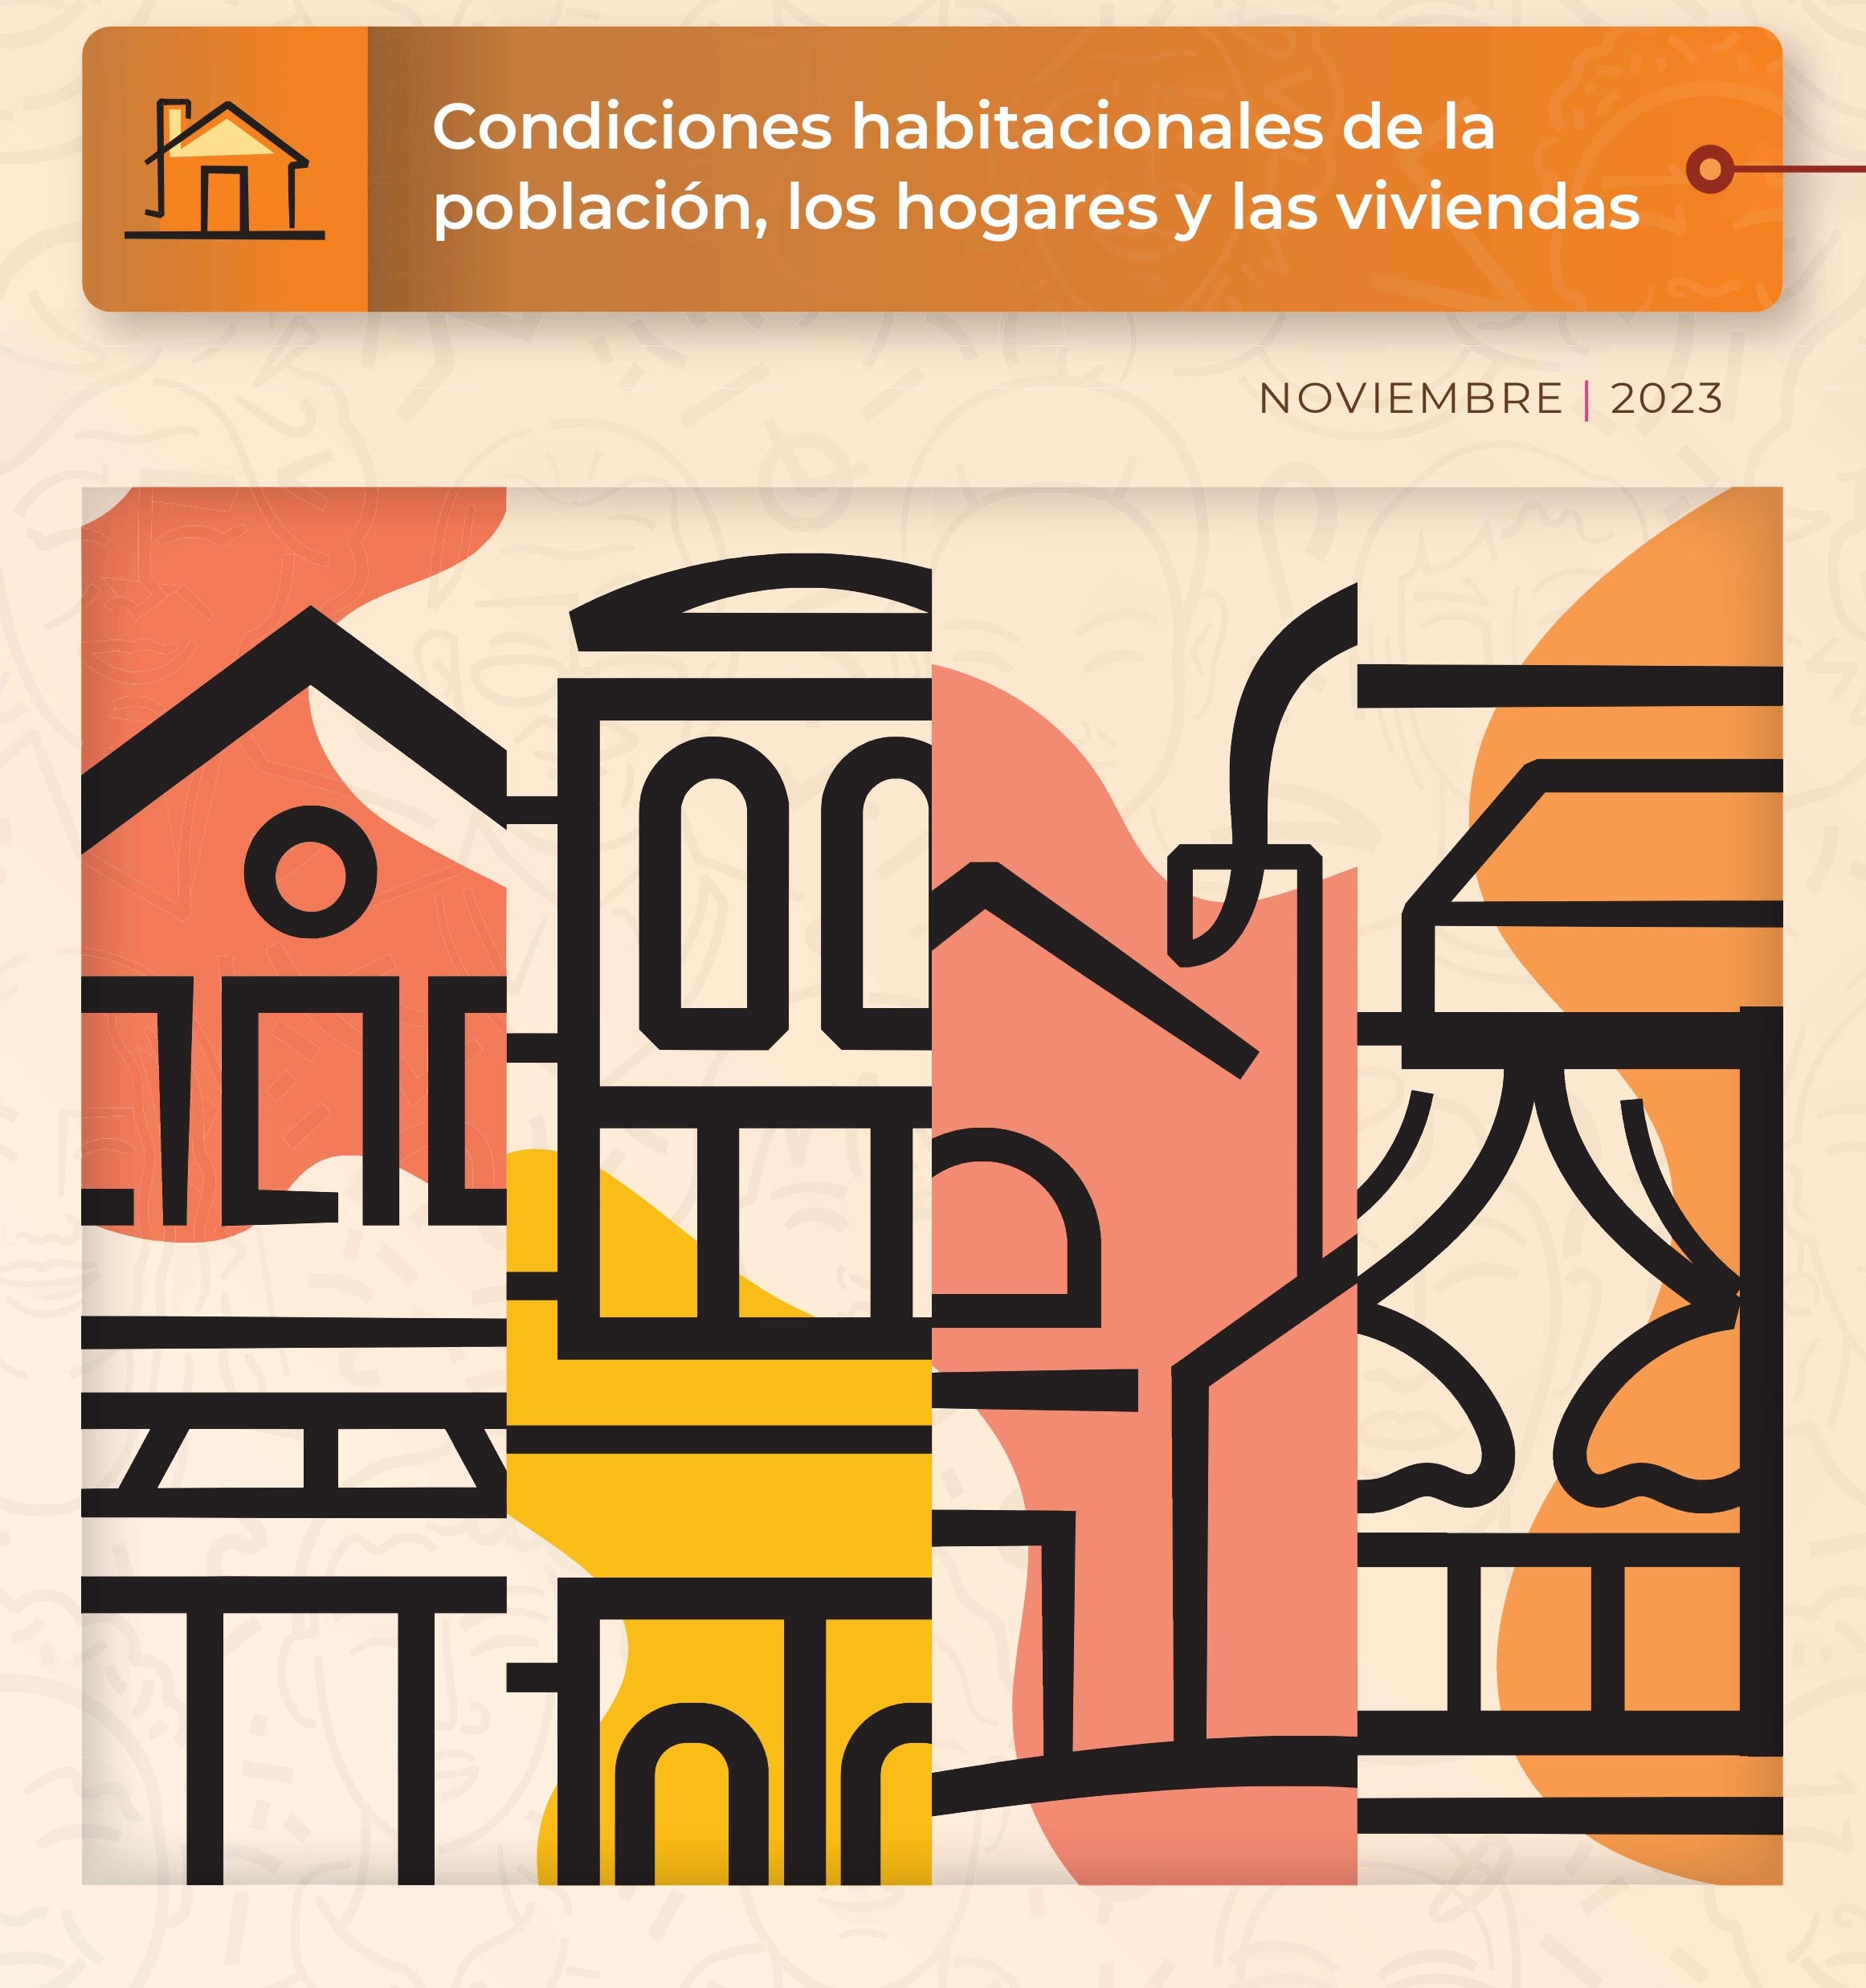 Condiciones habitacionales de la
población, los hogares y las viviendas
NOVIEMBRE | 2023